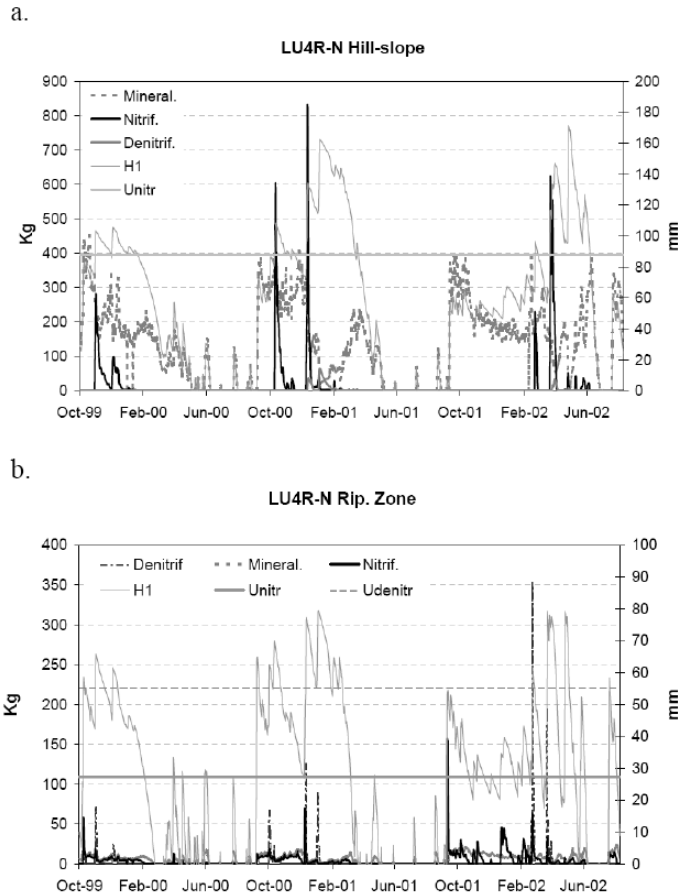 a.
LU4R-N Hill-slope
900
800
700
600
500
400
300
200
100
0
Kg
200
180
160
140
120
100
80
60
40
20
0
mm
Mineral.
Nitrif.
Denitrif.
H1
Unitr
Oct-99 Feb-00 Jun-00 Oct-00 Feb-01 Jun-01 Oct-01 Feb-02 Jun-02
b.
LU4R-N Rip. Zone
400
350
300
250
200
150
100
50
0
Kg
100
90
80
70
60
50
40
30
20
10
0
mm
Denitrif Mineral. Nitrif.
H1 Unitr Udenitr
Oct-99 Feb-00 Jun-00 Oct-00 Feb-01 Jun-01 Oct-01 Feb-02 Jun-02